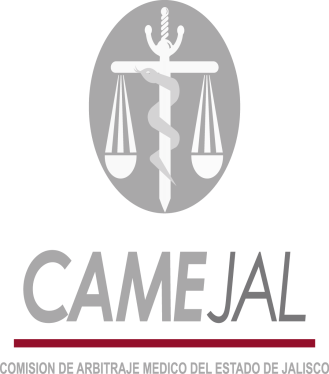 CAMEJAL
COMISION DE ARBITRAJE MEDICO DEL ESTADO DE JALISCO